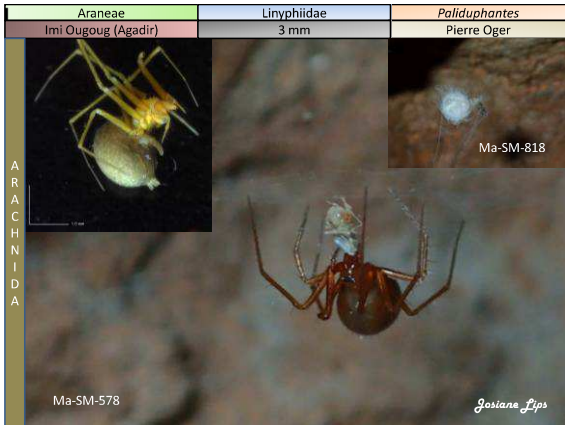 Araneae Linyphiidae Paliduphantes
Imi Ougoug (Agadir) 3 mm Pierre Oger
ARACHNIDA
Ma-SM-818
Ma-SM-578
Josiane Lips